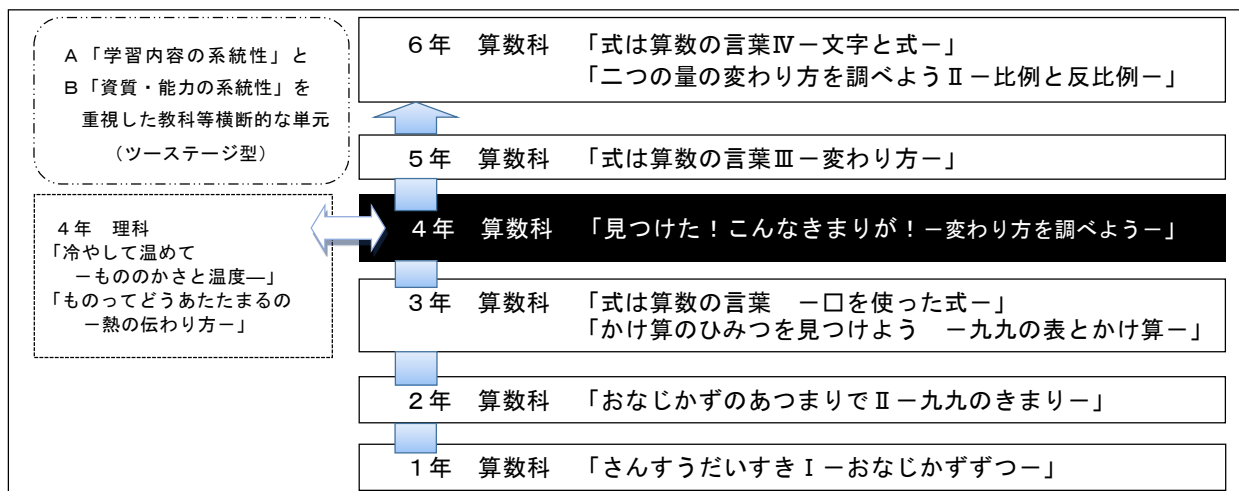 A「学習内容の系統性」と
B「資質・能力の系統性」を
重視した教科等横断的な単元
（ツーステージ型）
6年　算数科　「式は算数の言葉Ⅳ－文字と式－」
「二つの量の変わり方を調べようⅡ－比例と反比例－」
5年　算数科　「式は算数の言葉Ⅲ－変わり方－」
4年　理科
「冷やして温めて
－もののかさと温度―」
「ものってどうあたたまるの
－熱の伝わり方－」
4年　算数科　「見つけた！こんなきまりが！－変わり方を調べよう－」
3年　算数科　「式は算数の言葉　－□を使った式－」
「かけ算のひみつを見つけよう　－九九の表とかけ算－」
2年　算数科　「おなじかずのあつまりでⅡ－九九のきまり－」
1年　算数科　「さんすうだいすきⅠ－おなじかずずつ－」